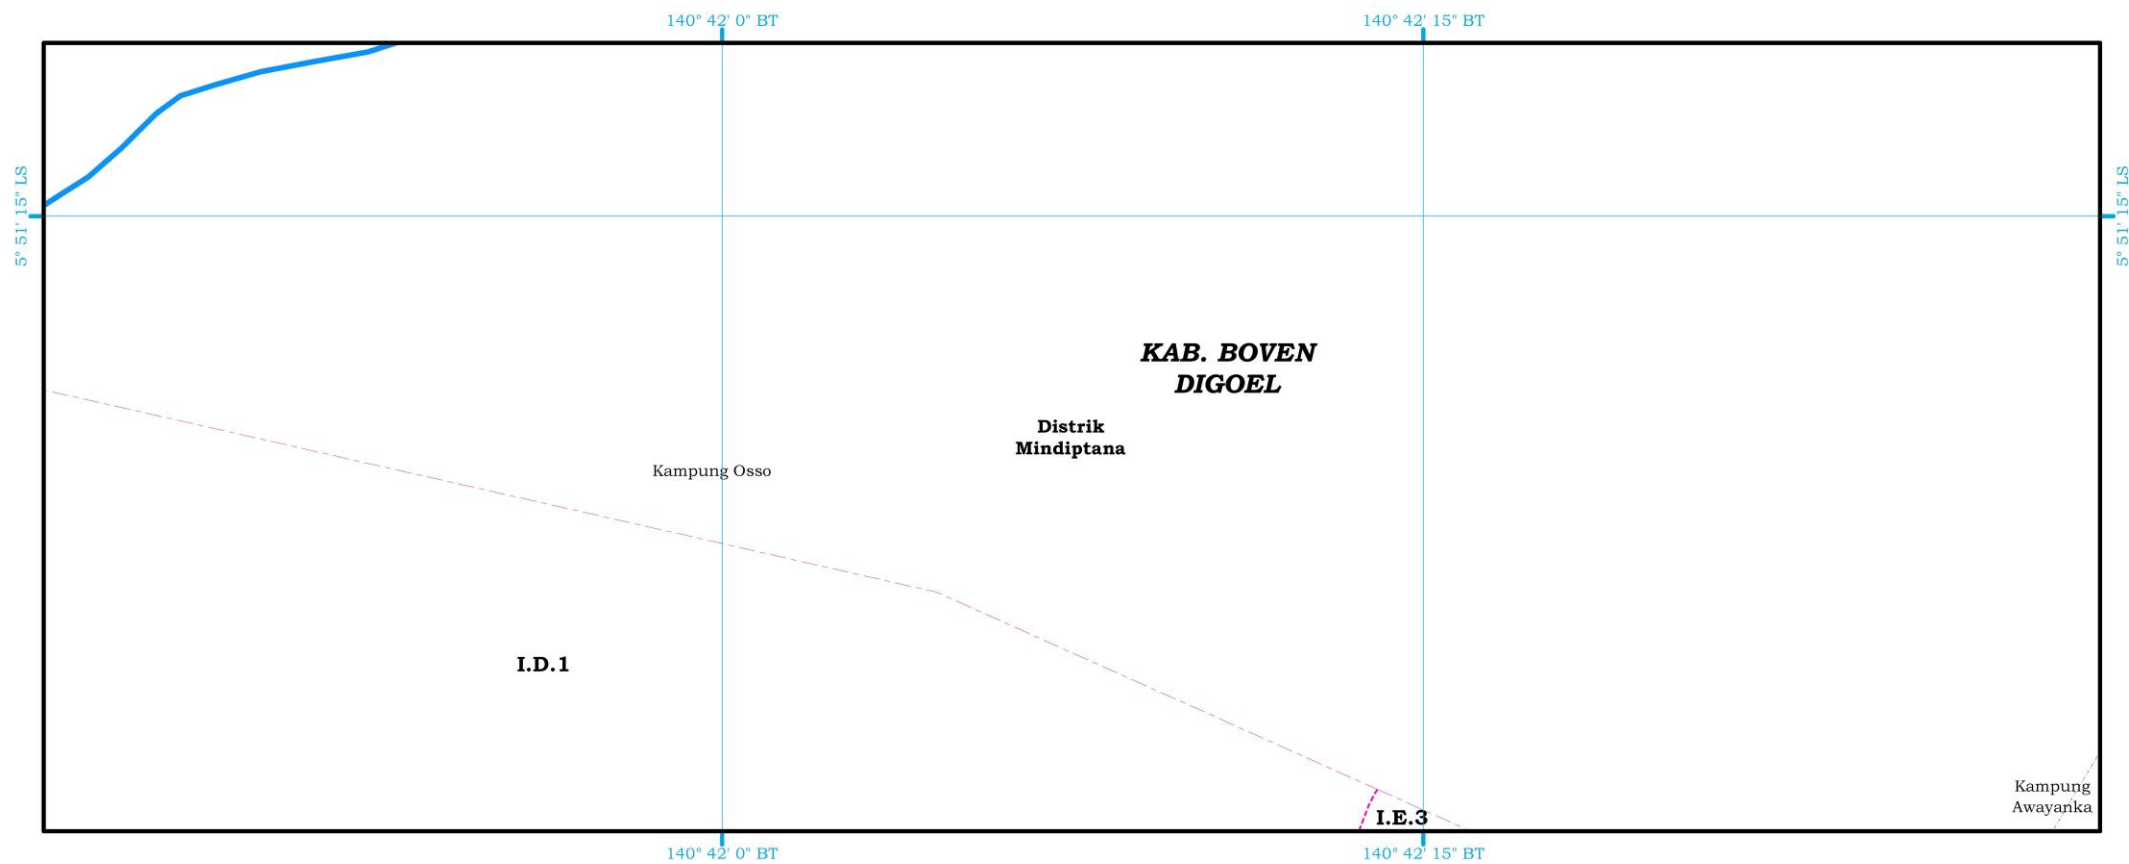 140° 42' 0" BT
140° 42' 15" BT
5° 51' 15" LS
5° 51' 15" LS
KAB. BOVEN
DIGOEL
Distrik
Mindiptana
Kampung Osso
I.D.1
Kampung
Awayanka
I.E.3
140° 42' 0" BT
140° 42' 15" BT